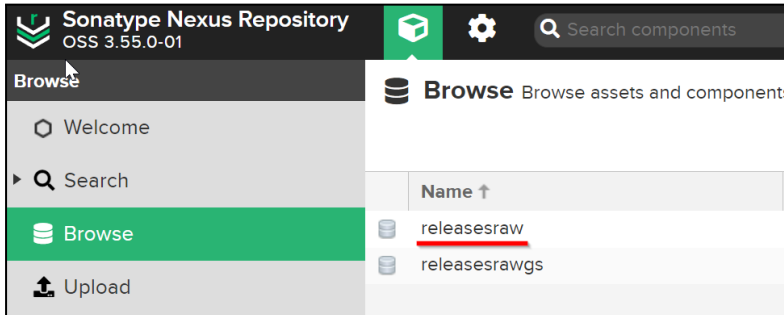 Sonatype Nexus Repository
OSS 3.55.0-01
Search components
Browse
Welcome
Search
Browse
Upload
Browse Browse assets and components
Name
releasesraw
releasesrawgs